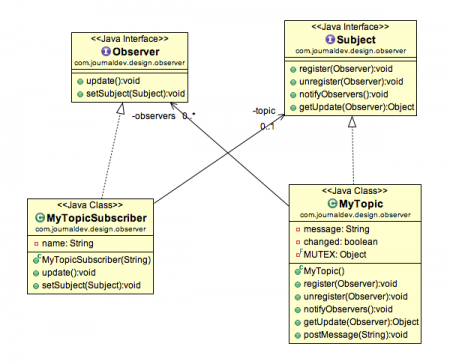 <<Java Interface>>
Observer
com.journaldev.design.observer
update():void
setSubject(Subject):void
<<Java Interface>>
Subject
com.journaldev.design.observer
register(Observer):void
unregister(Observer):void
notifyObservers():void
getUpdate(Observer):Object
-observers 0..*
-topic
0..1
<<Java Class>>
MyTopicSubscriber
com.journaldev.design.observer
name: String
MyTopicSubscriber(String)
update():void
setSubject(Subject):void
<<Java Class>>
MyTopic
com.journaldev.design.observer
message: String
changed: boolean
MUTEX: Object
MyTopic()
register(Observer):void
unregister(Observer):void
notifyObservers():void
getUpdate(Observer):Object
postMessage(String):void